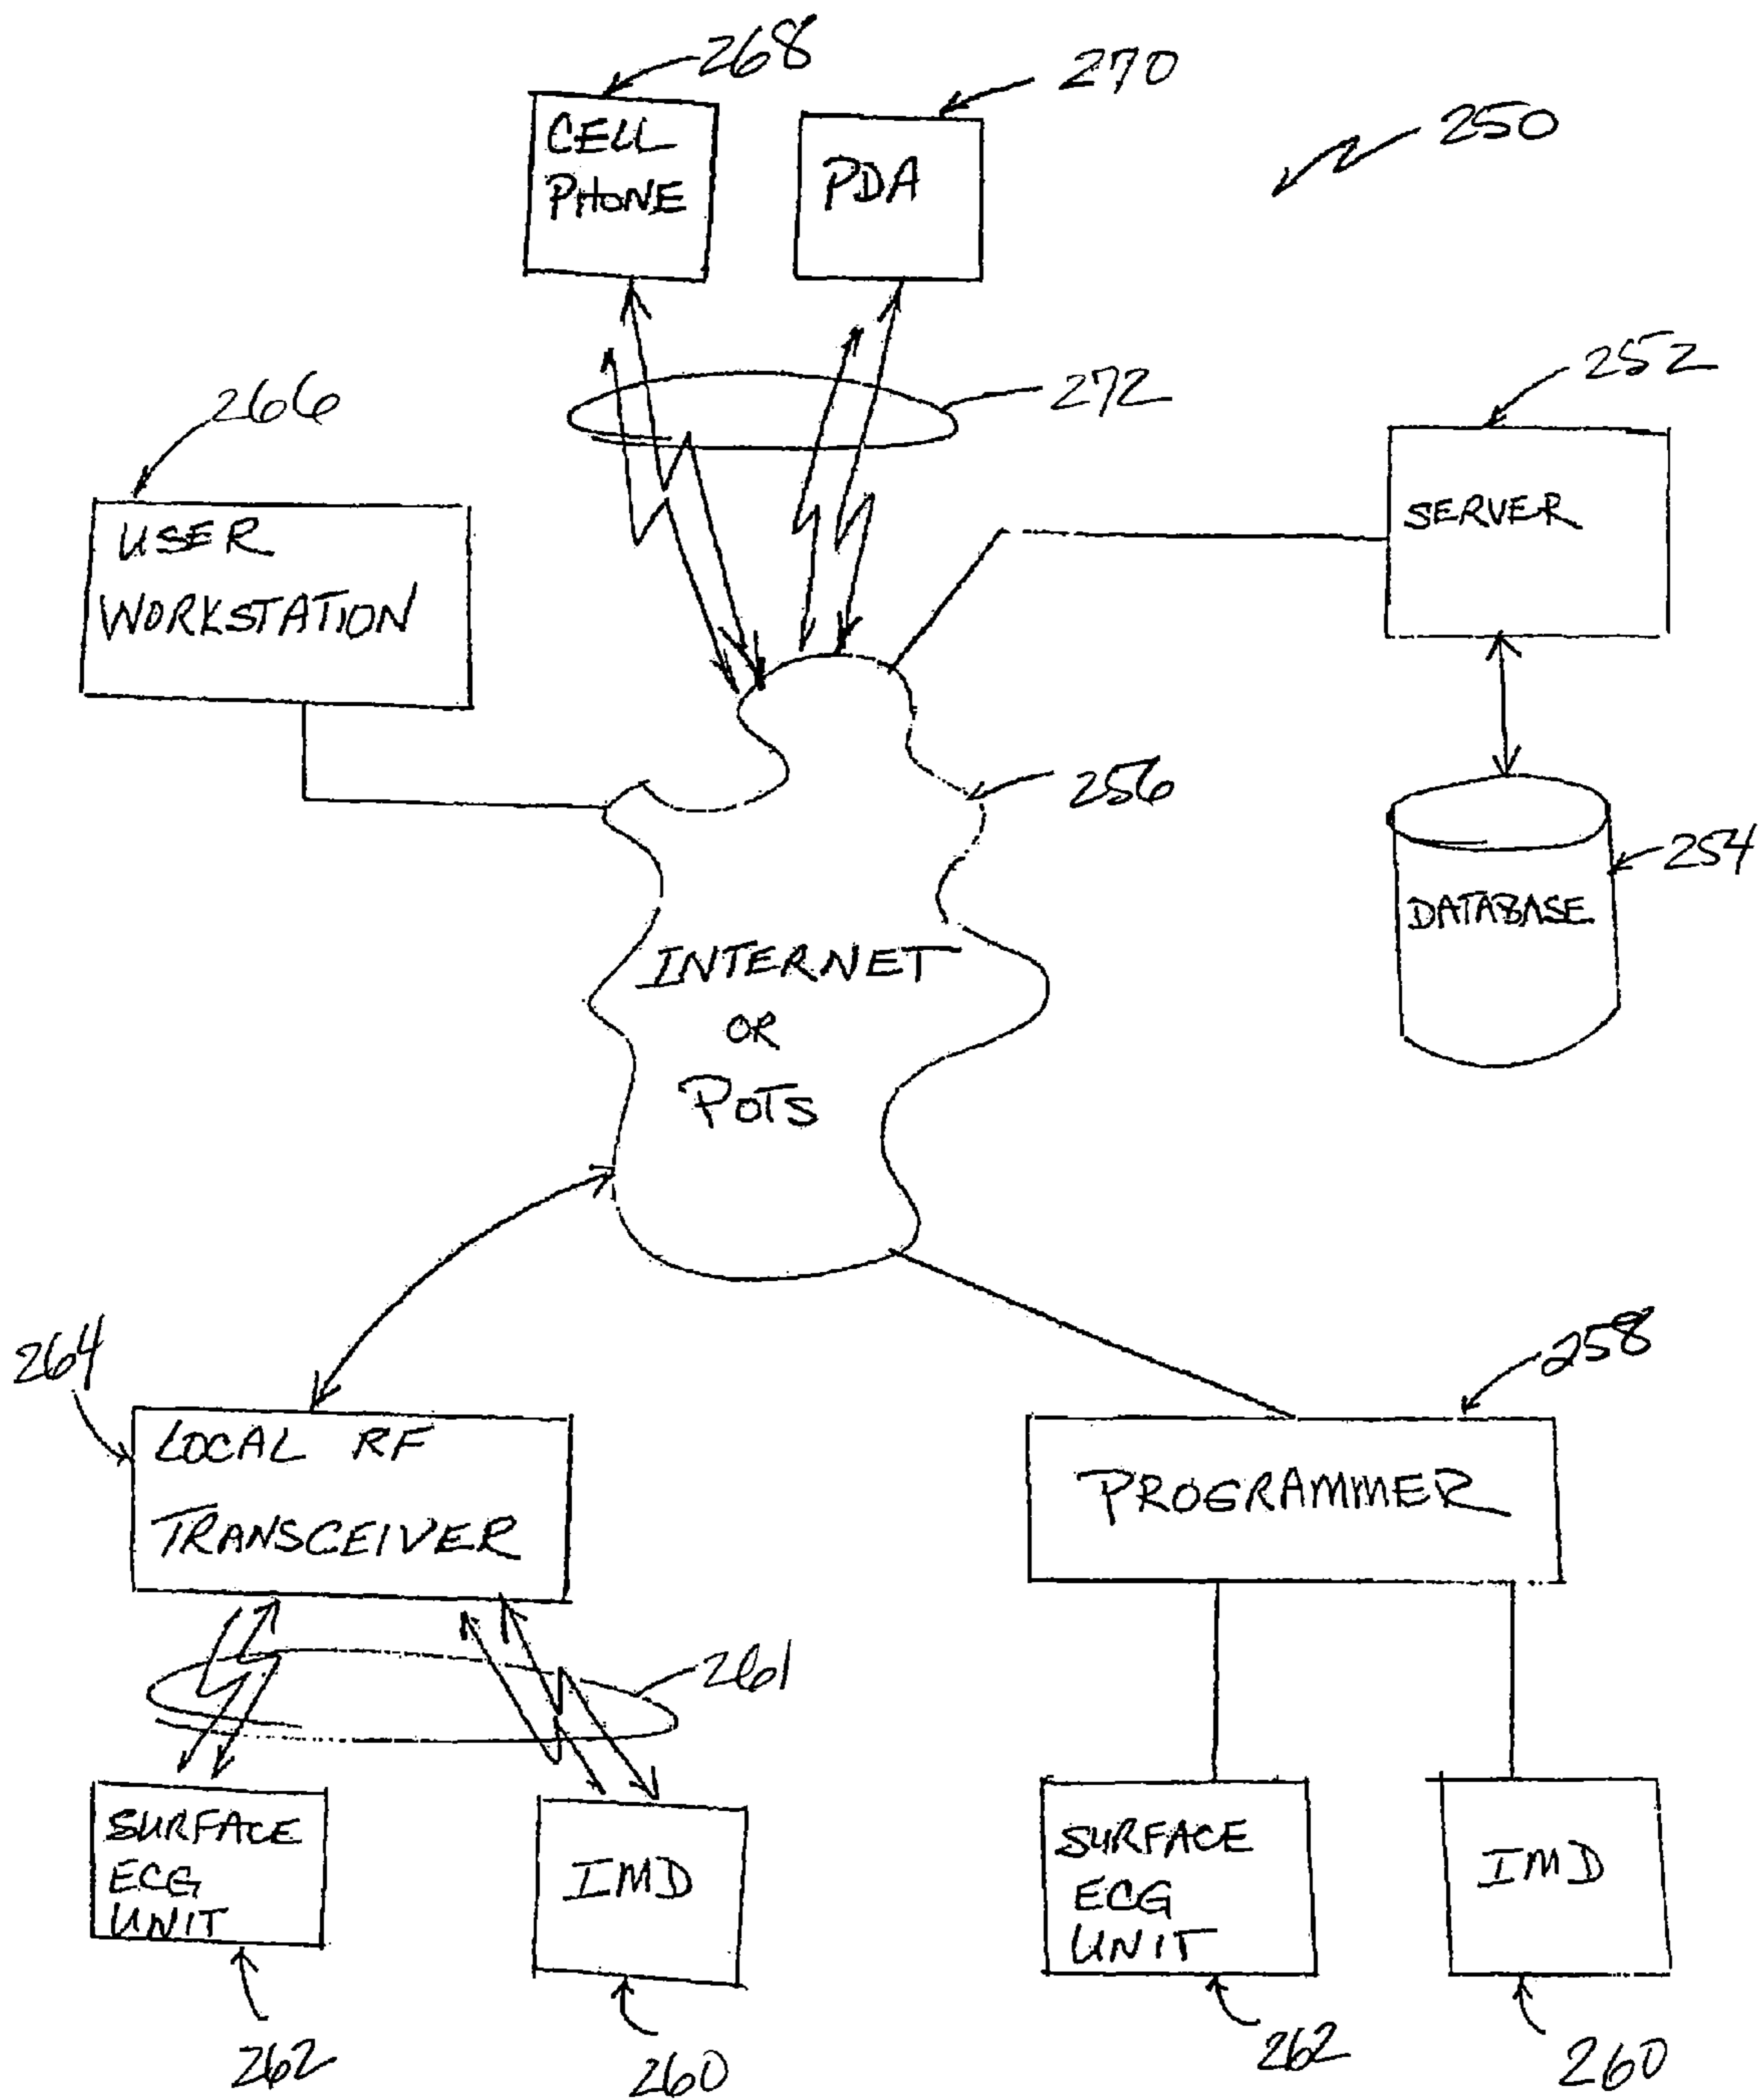 268
270
250
CELL
PHONE
PDA
252
272
266
SERVER
USER
WORKSTATION
256
254
DATABASE
INTERNET
OR
POTS
264
258
LOCAL RF
TRANSCEIVER
PROGRAMMER
261
SURFACE
ECG
UNIT
IMD
SURFACE
ECG
UNIT
IMD
262
260
262
260